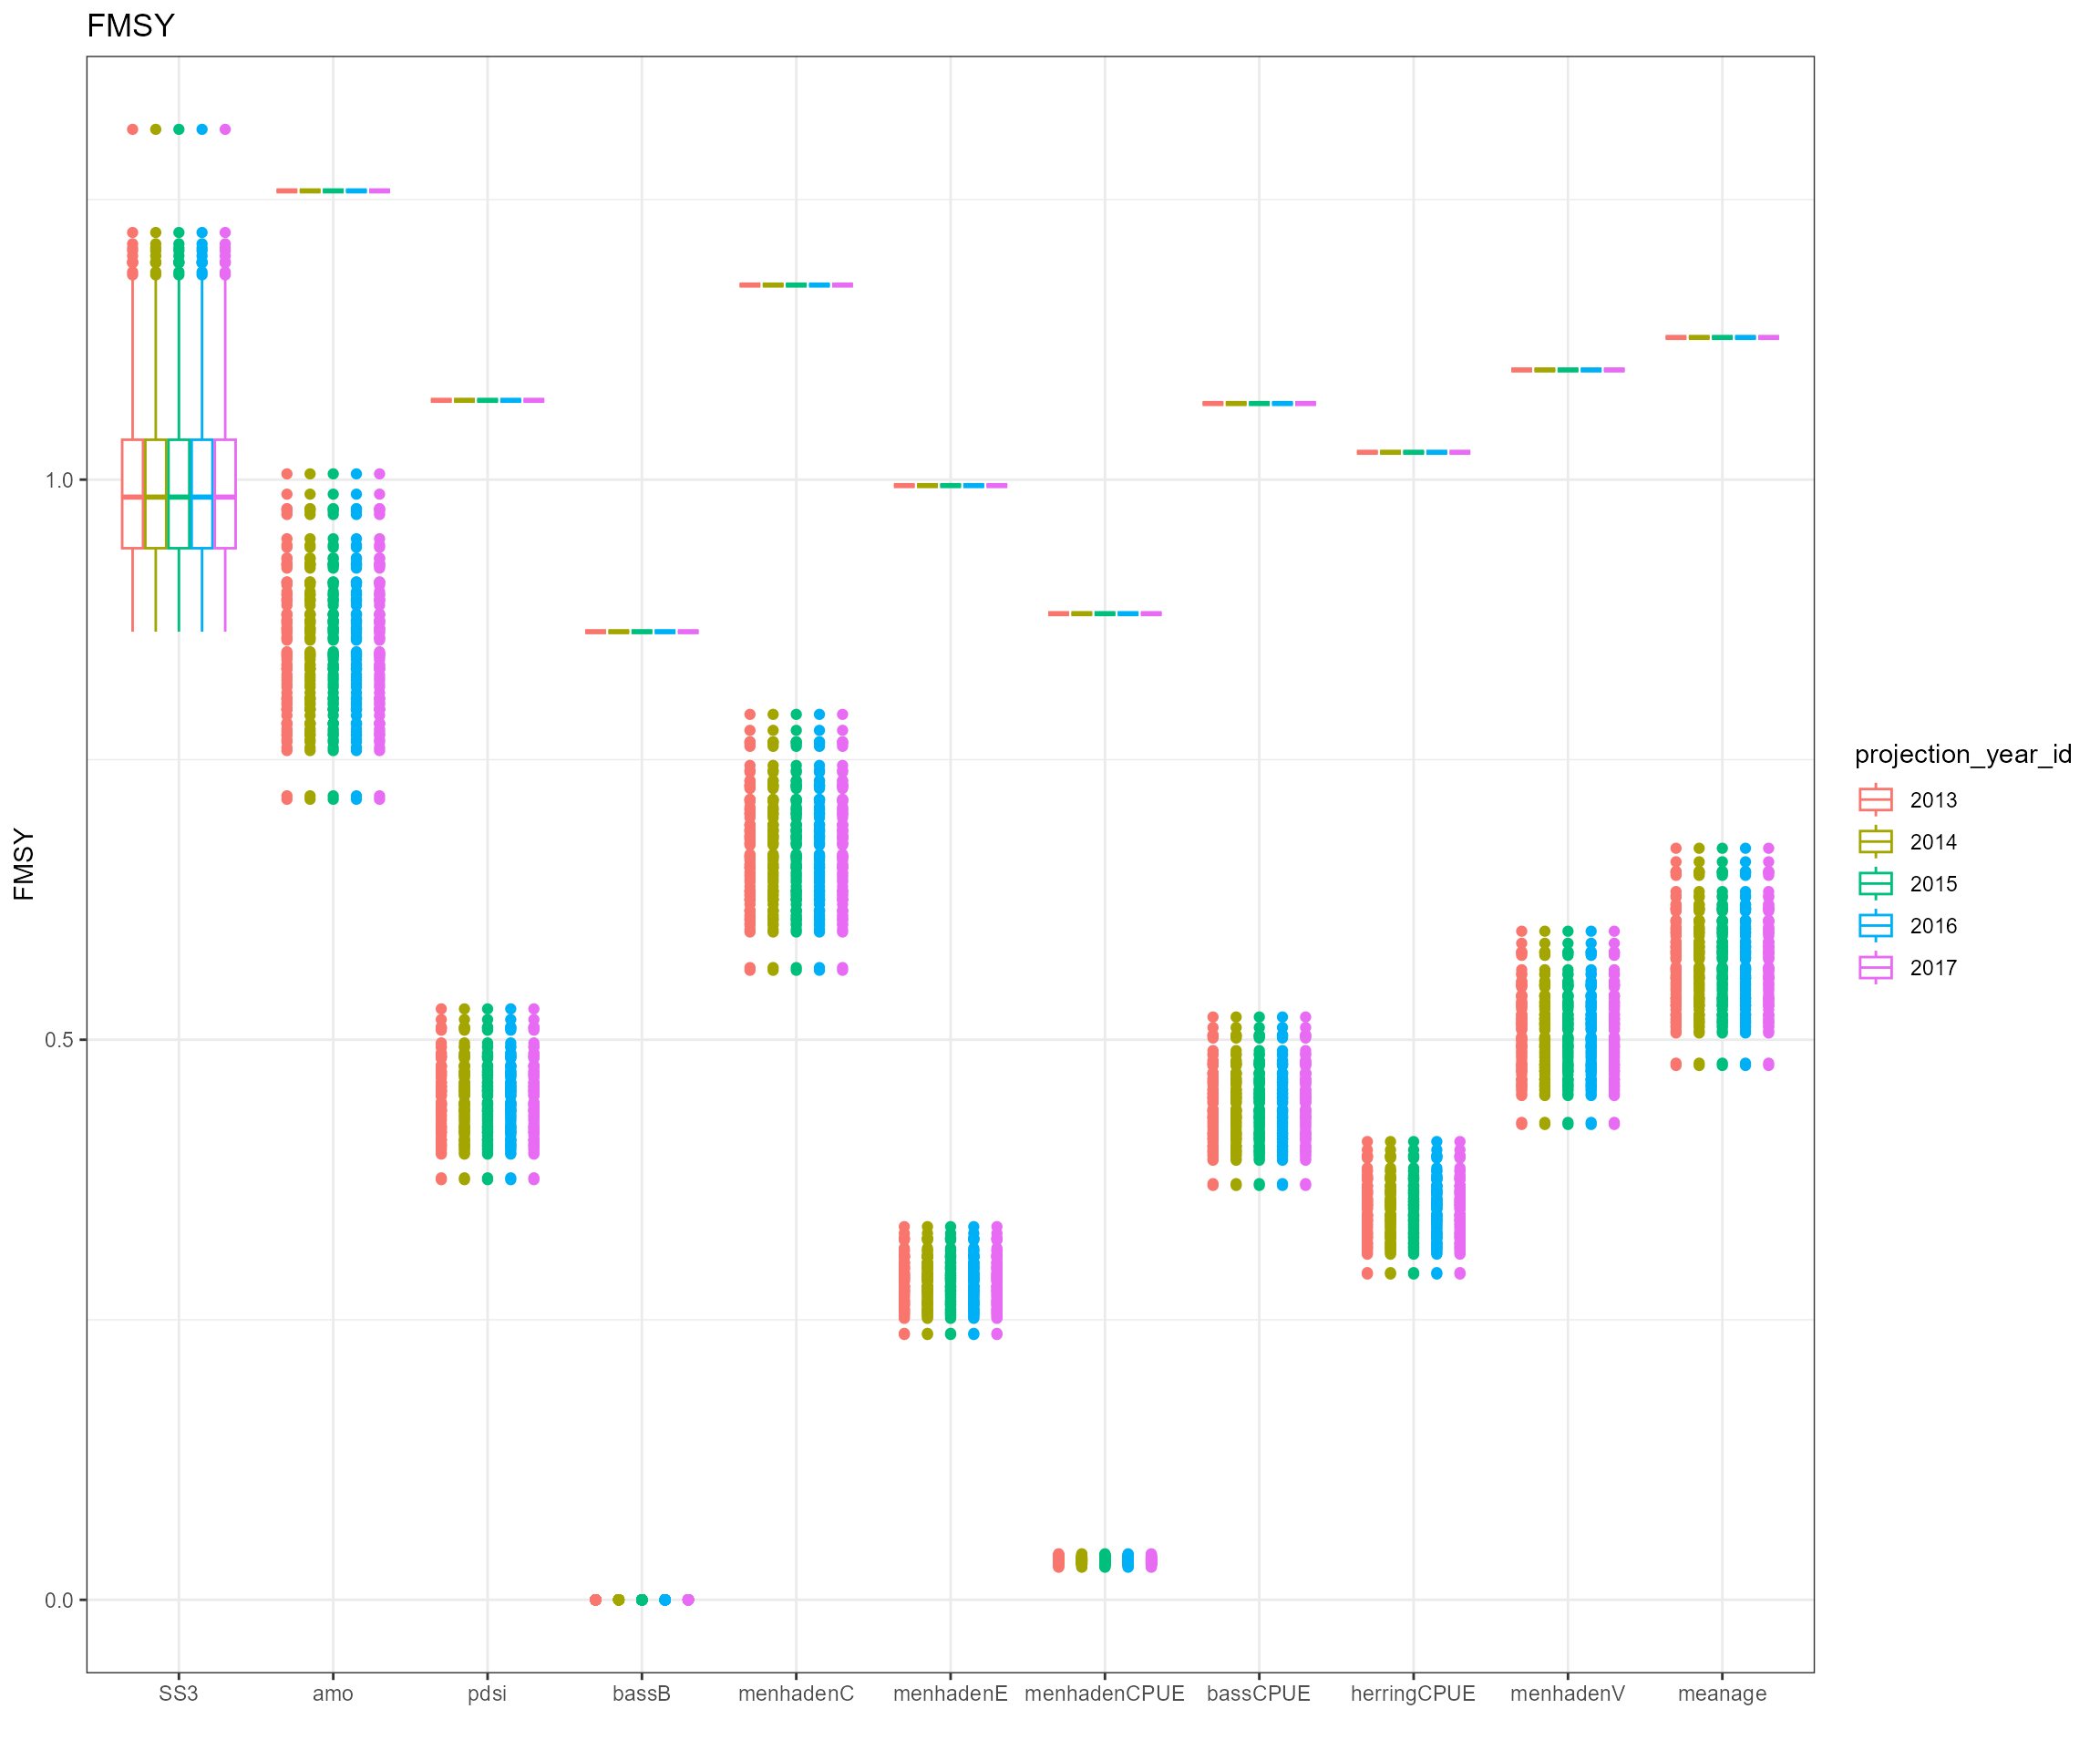 FMSY
FMSY
1.0
0.5
0.0
SS3 amo pdsi bassB menhadenC menhadenE menhadenCPUE bassCPUE herringCPUE menhadenV meanage
projection_year_id
2013
2014
2015
2016
2017